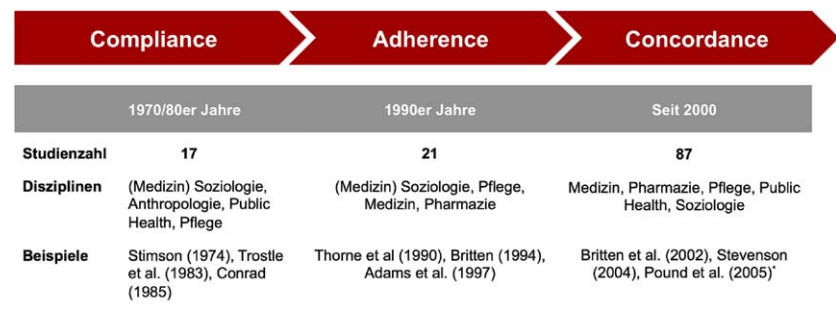 Compliance Adherence Concordance
1970/80er Jahre 1990er Jahre Seit 2000
Studienzahl 17 21 87
Disziplinen (Medizin) Soziologie, (Medizin) Soziologie, Pflege, Medizin, Pharmazie, Pflege, Public
Anthropologie, Public Medizin, Pharmazie Health, Soziologie
Health, Pflege
Beispiele Stimson (1974), Trostle Thorne et al (1990), Britten (1994), Britten et al. (2002), Stevenson
et al. (1983), Conrad Adams et al. (1997) (2004), Pound et al. (2005)*
(1985)